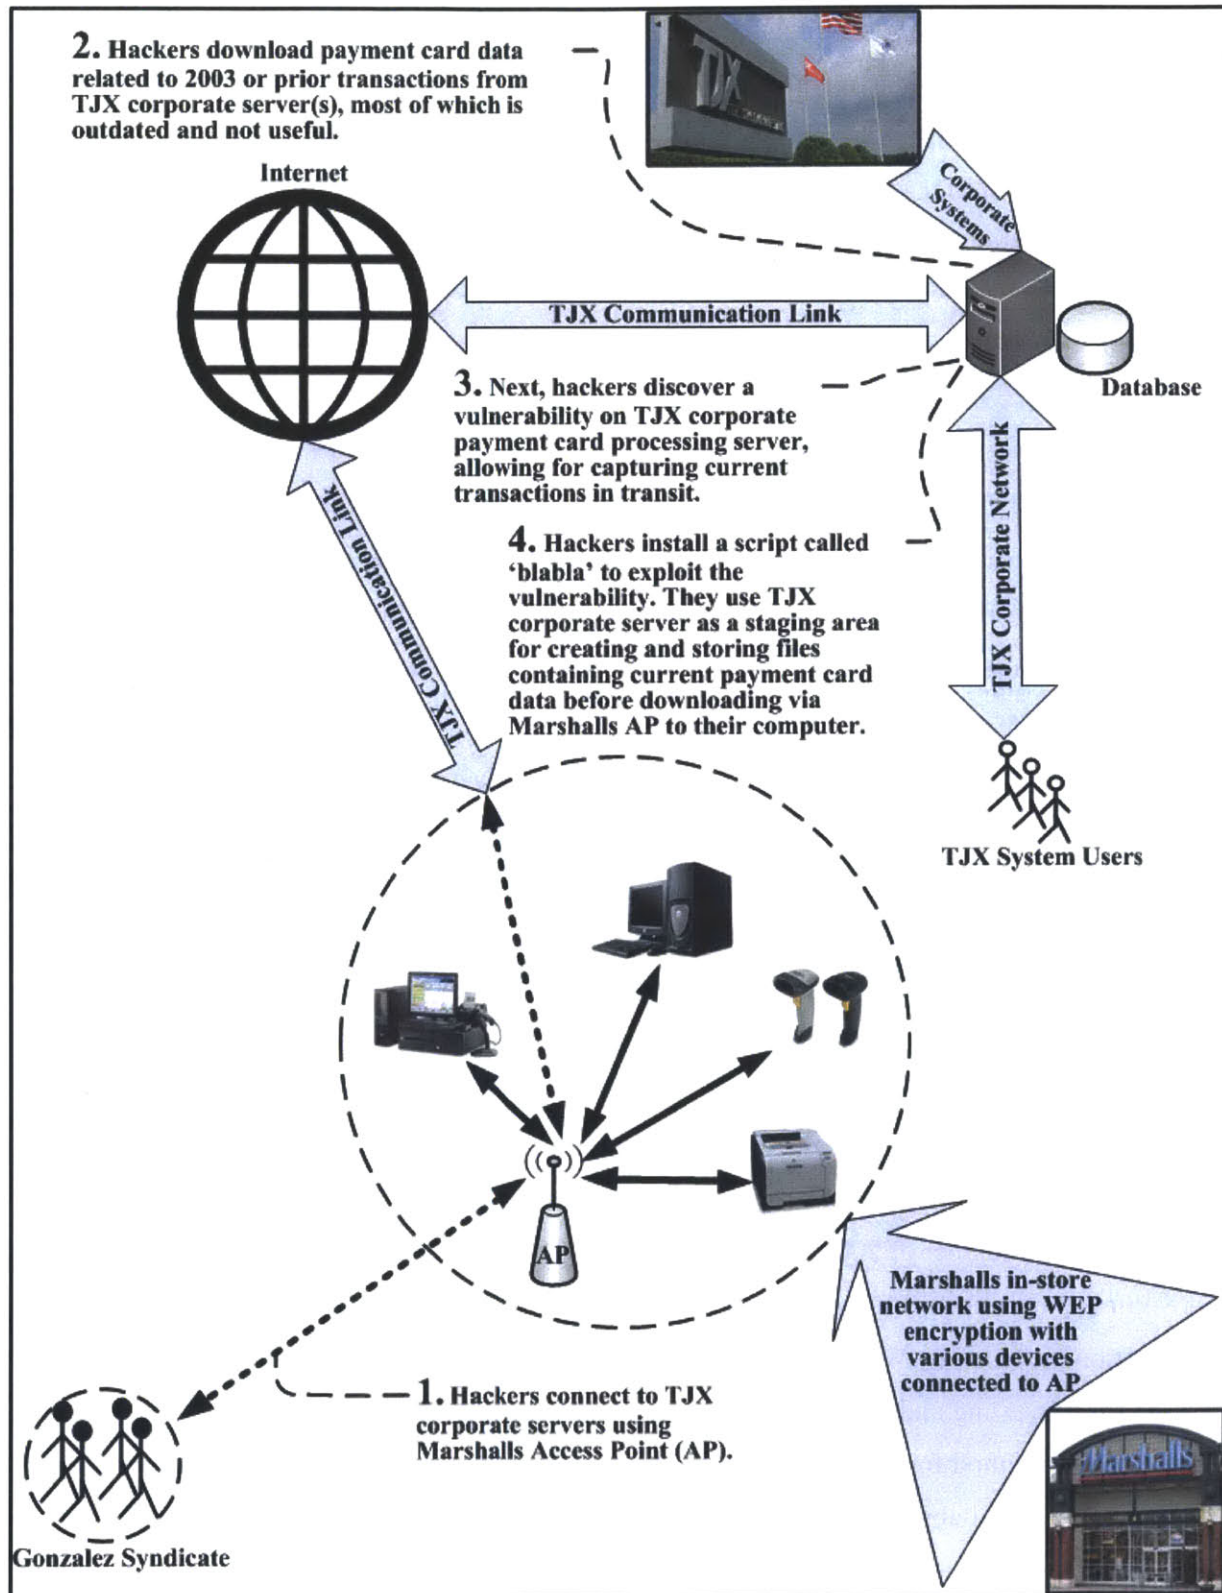 2. Hackers download payment card data
related to 2003 or prior transactions from
TJX corporate server(s), most of which is
outdated and not useful.
TJX
Corporate
Systems
Internet
TJX Communication Link
Database
3. Next, hackers discover a
vulnerability on TJX corporate
payment card processing server,
allowing for capturing current
transactions in transit.
TJX Communication Link
TJX Corporate Network
4. Hackers install a script called
‘blabla’ to exploit the
vulnerability. They use TJX
corporate server as a staging area
for creating and storing files
containing current payment card
data before downloading via
Marshalls AP to their computer.
TJX System Users
AP
Marshalls in-store
network using WEP
encryption with
various devices
connected to AP
1. Hackers connect to TJX
corporate servers using
Marshalls Access Point (AP).
Marshalls
Gonzalez Syndicate